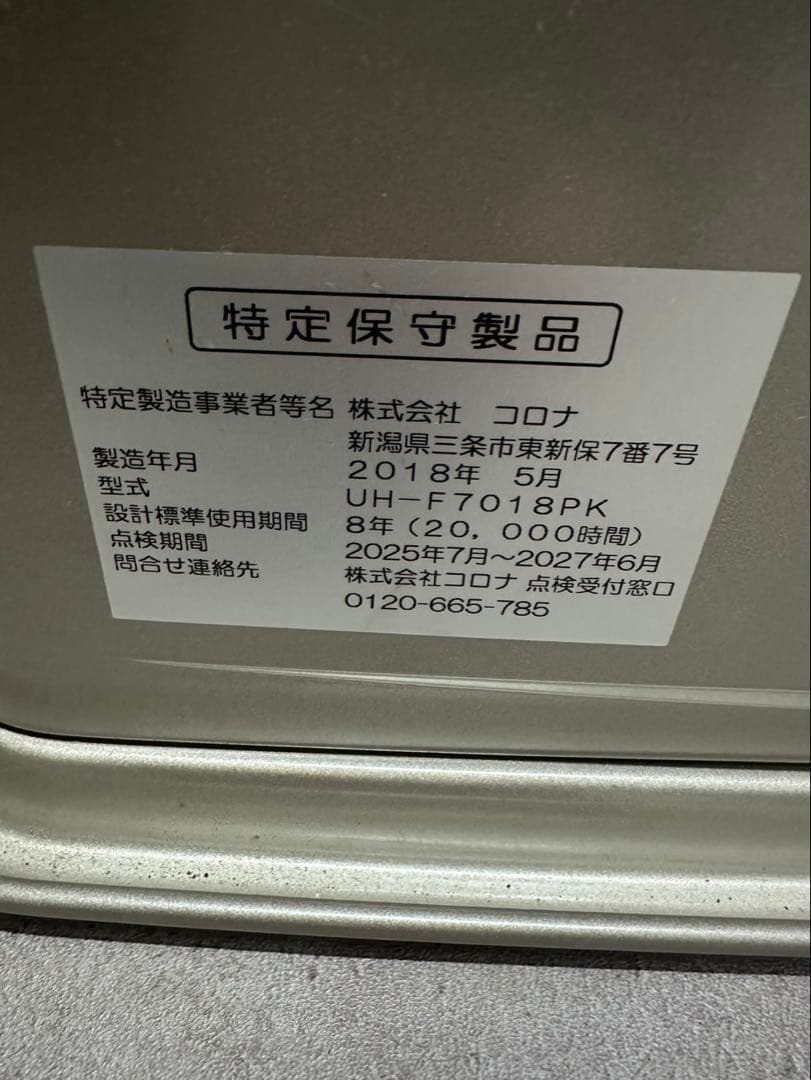 特定保守製品
特定製造事業者等名 株式会社 コロナ
新潟県三条市東新保7番7号
製造年月 2018年 5月
型式 UH-F7018PK
設計標準使用期間 8年(20,000時間)
点検期間 2025年7月~2027年6月
問合せ連絡先 株式会社コロナ 点検受付窓口
0120-665-785